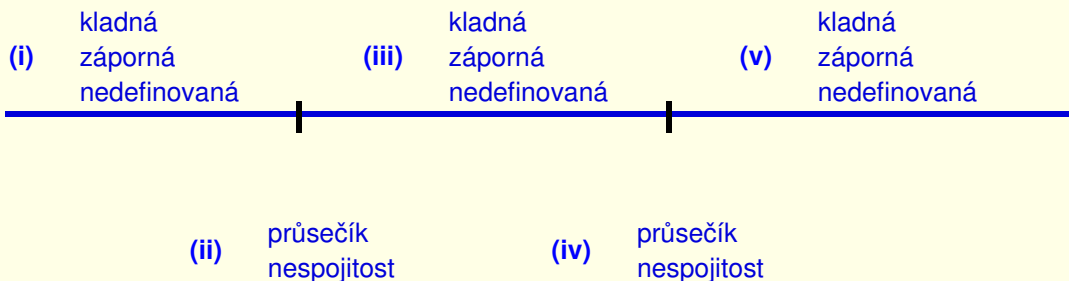 (i) kladná
záporná
nedefinovaná
(iii) kladná
záporná
nedefinovaná
(v) kladná
záporná
nedefinovaná
(ii) průsečík
nespojitost
(iv) průsečík
nespojitost